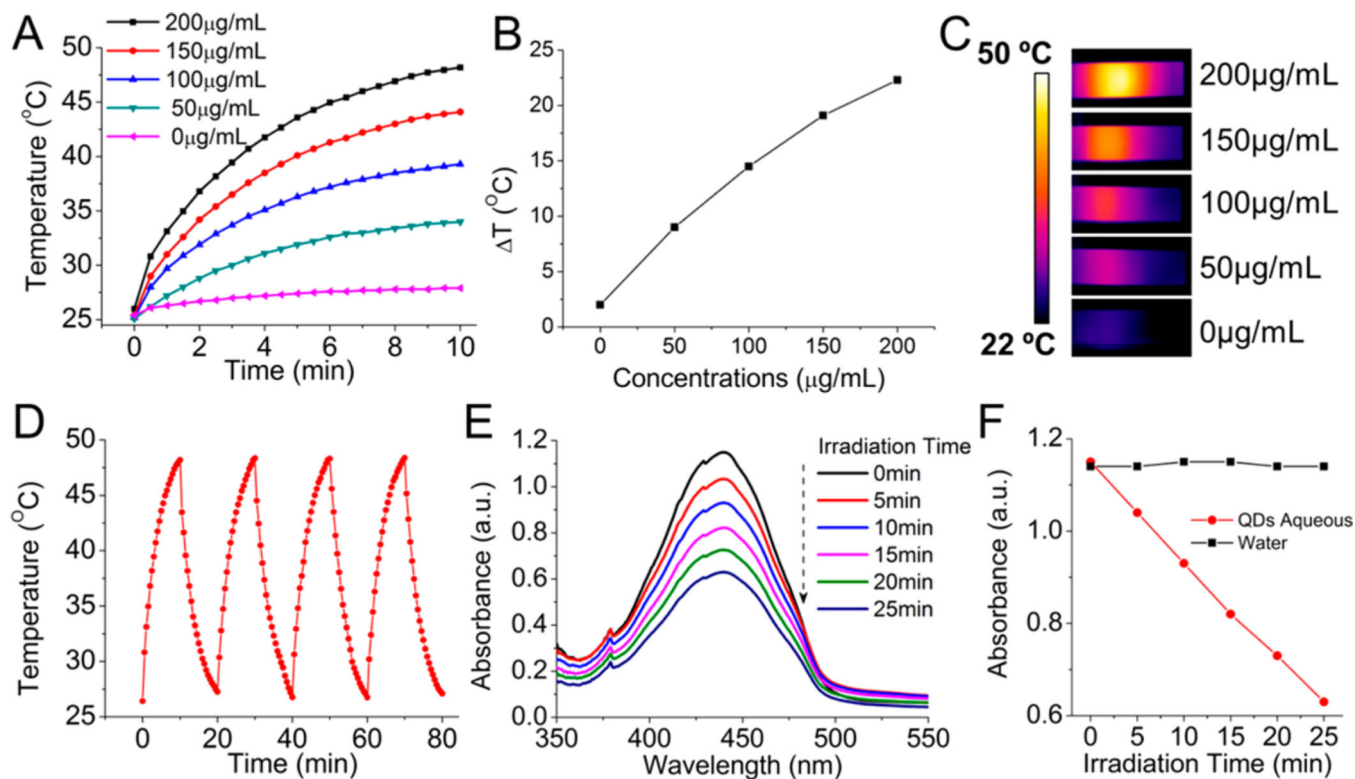 A
200μg/mL
150μg/mL
100μg/mL
50μg/mL
0μg/mL
50
45
40
35
30
25
Temperature (°C)
0 2 4 6 8 10
Time (min)
B
25
20
15
10
5
0
ΔT (°C)
0 50 100 150 200
Concentrations (μg/mL)
C
50 ºC
22 ºC
200μg/mL
150μg/mL
100μg/mL
50μg/mL
0μg/mL
D
50
45
40
35
30
25
Temperature (°C)
0 20 40 60 80
Time (min)
E
1.2
1.0
0.8
0.6
0.4
0.2
0.0
Absorbance (a.u.)
350 400 450 500 550
Wavelength (nm)
Irradiation Time
0min
5min
10min
15min
20min
25min
F
1.2
1.0
0.8
0.6
Absorbance (a.u.)
QDs Aqueous
Water
0 5 10 15 20 25
Irradiation Time (min)